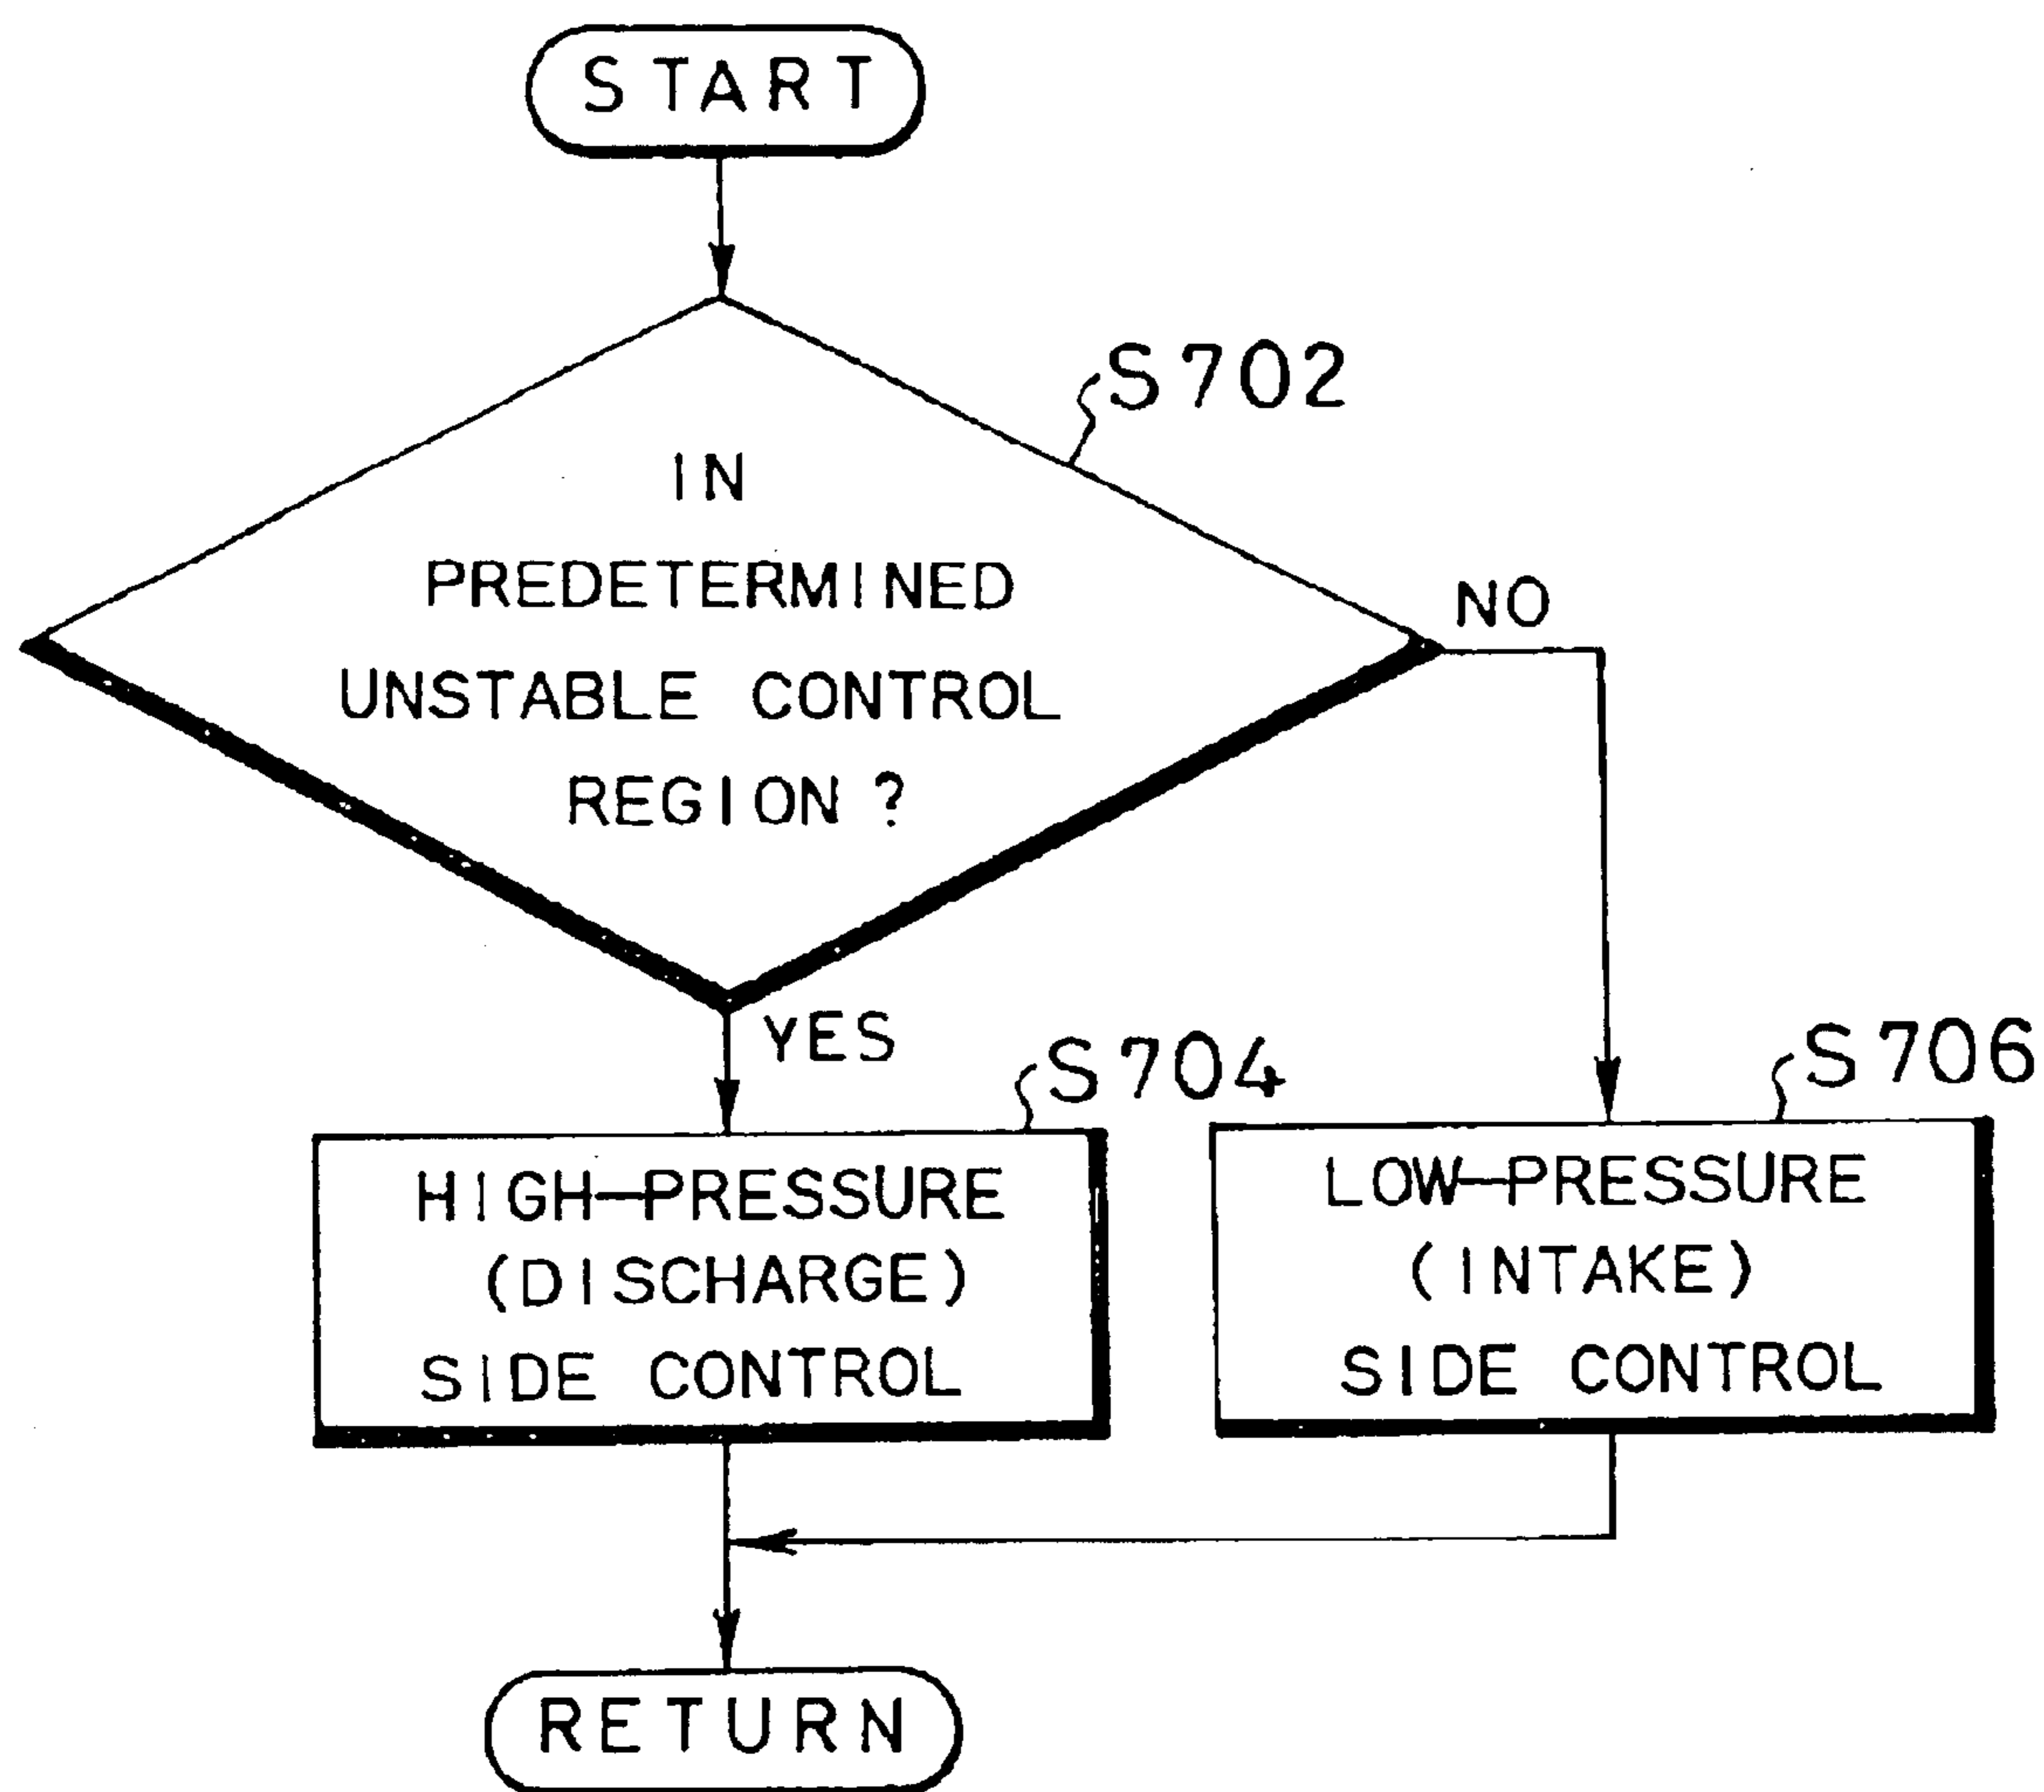 START
S702
IN
PREDETERMINED
UNSTABLE CONTROL
REGION ?
NO
YES
S704
HIGH-PRESSURE
(DISCHARGE)
SIDE CONTROL
S706
LOW-PRESSURE
(INTAKE)
SIDE CONTROL
RETURN